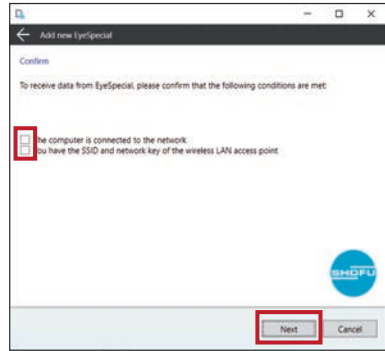 Add new EyeSpecial
Confirm
To receive data from EyeSpecial, please confirm that the following conditions are met:
he computer is connected to the network
ou have the SSID and network key of the wireless LAN access point
SHOFU
Next Cancel